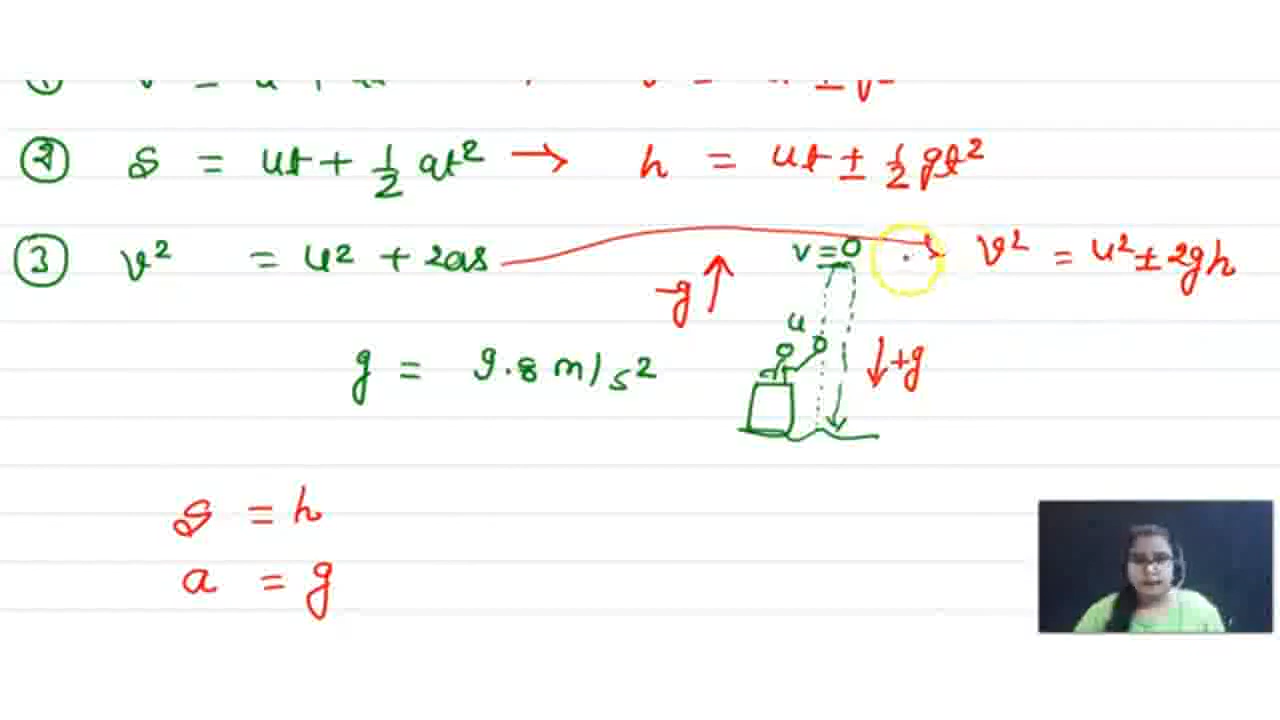 ② s = ut + ½ at² → h = ut ± ½ gt²
③ v² = u² + 2as → v² = u² ± 2gh
v = 0
-g ↑
u
g = 9.8 m/s²
↓ +g
s = h
a = g